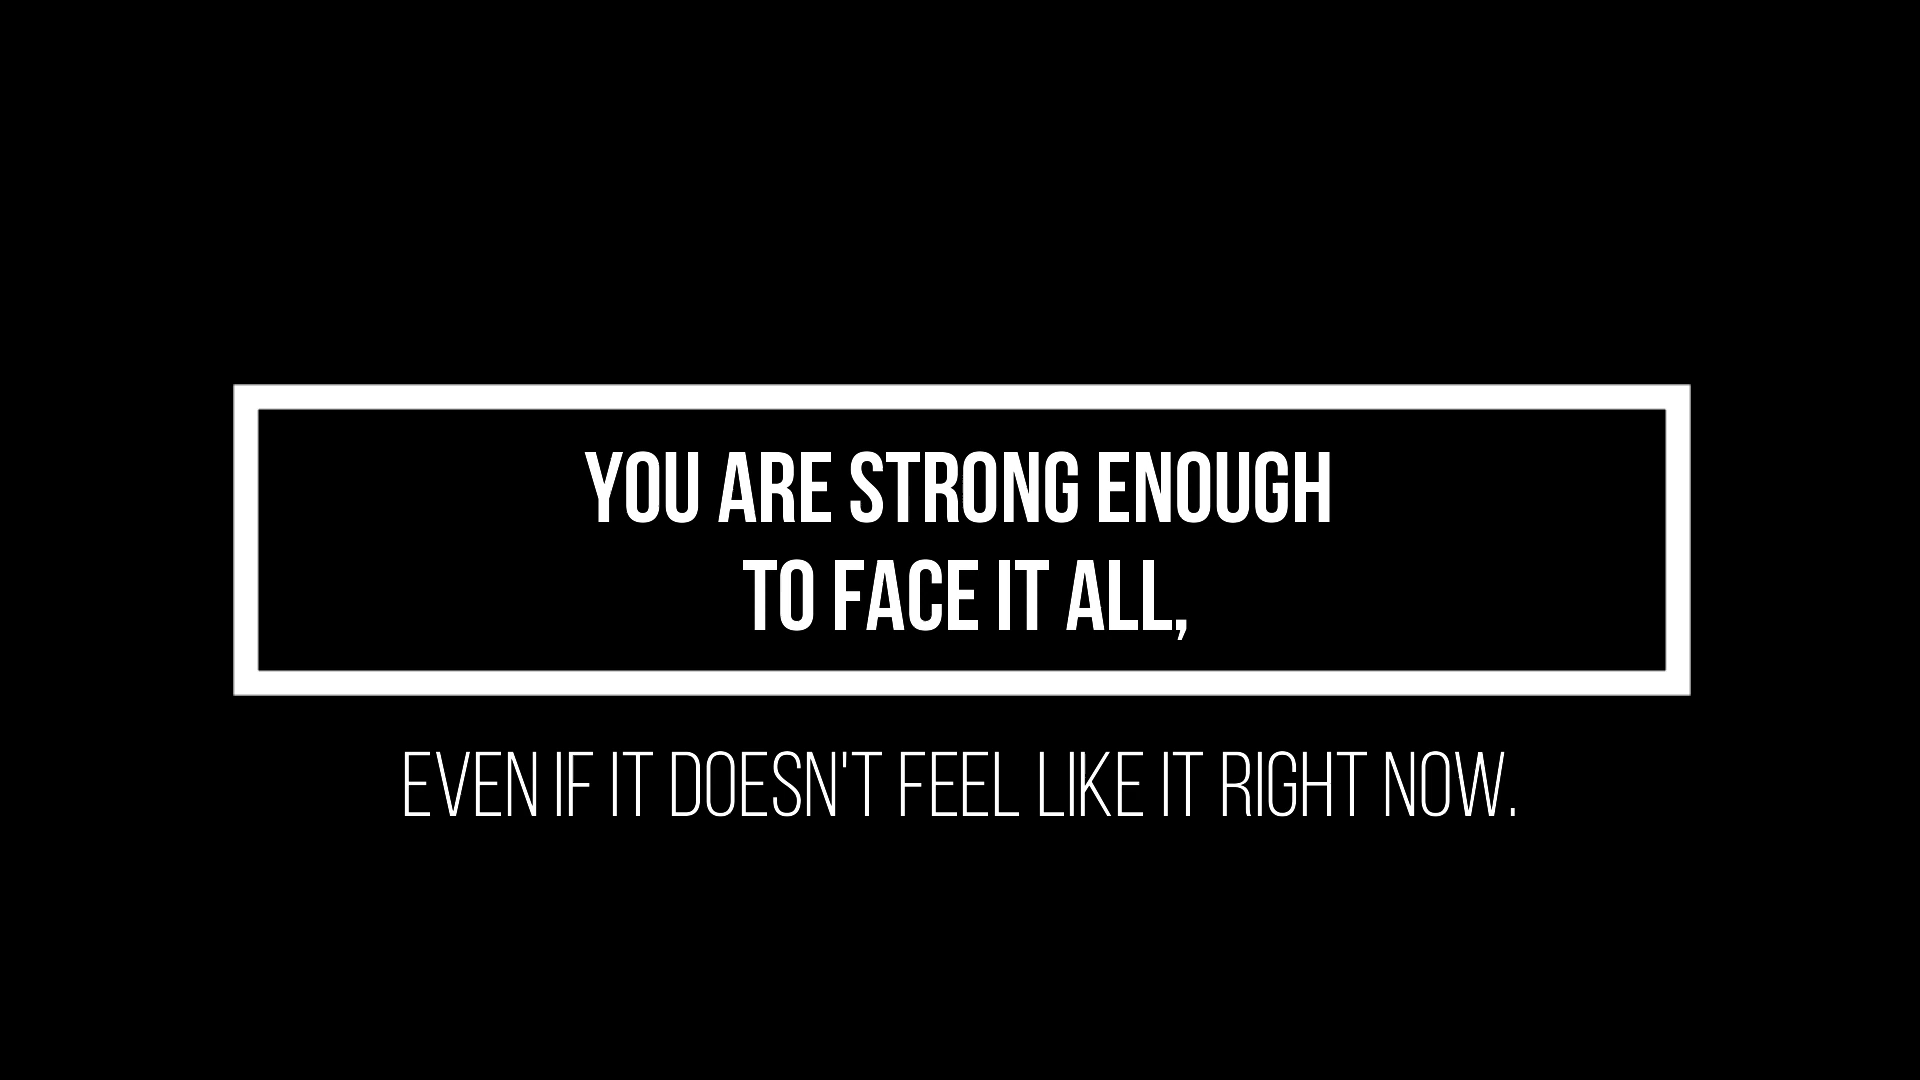 YOU ARE STRONG ENOUGH
TO FACE IT ALL,
EVEN IF IT DOESN'T FEEL LIKE IT RIGHT NOW.